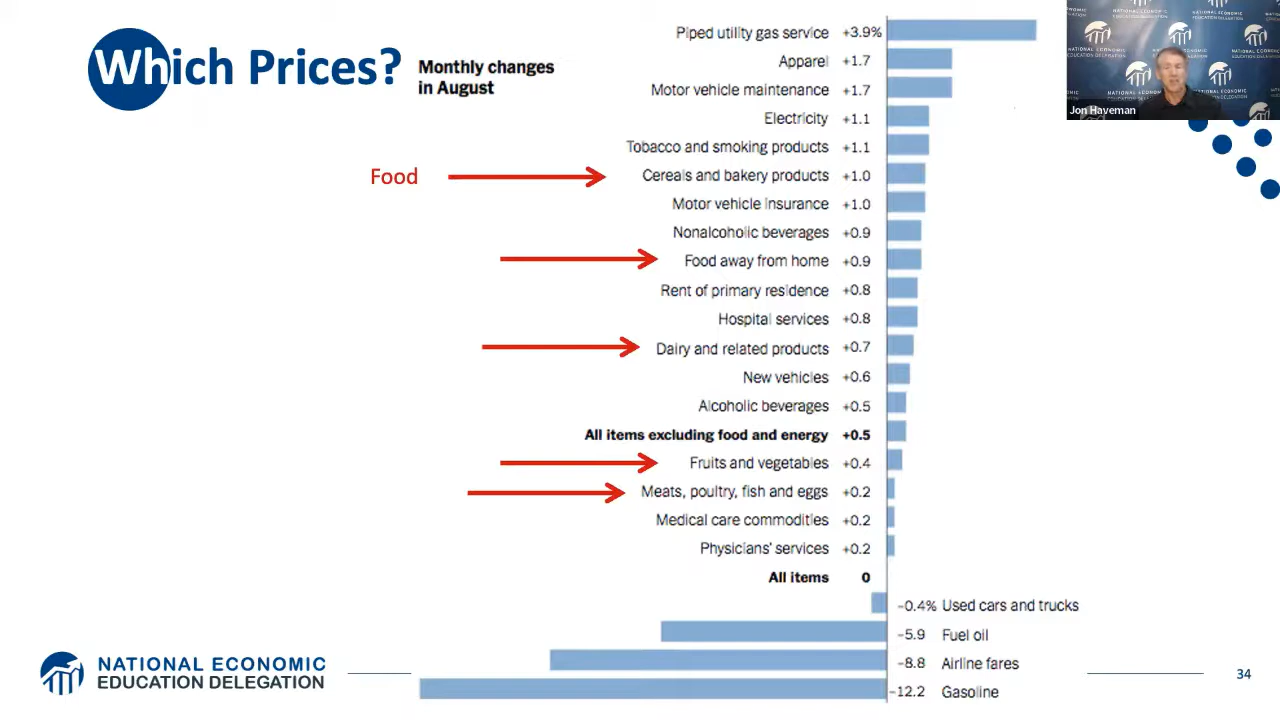 Which Prices?
Monthly changes
in August
Piped utility gas service +3.9%
Apparel +1.7
Motor vehicle maintenance +1.7
Electricity +1.1
Tobacco and smoking products +1.1
Food
Cereals and bakery products +1.0
Motor vehicle insurance +1.0
Nonalcoholic beverages +0.9
Food away from home +0.9
Rent of primary residence +0.8
Hospital services +0.8
Dairy and related products +0.7
New vehicles +0.6
Alcoholic beverages +0.5
All items excluding food and energy +0.5
Fruits and vegetables +0.4
Meats, poultry, fish and eggs +0.2
Medical care commodities +0.2
Physicians' services +0.2
All items 0
−0.4% Used cars and trucks
−5.9 Fuel oil
−8.8 Airline fares
−12.2 Gasoline
NATIONAL ECONOMIC
EDUCATION DELEGATION
34
NATIONAL ECONOMIC
EDUCATION DELEGATION
Jon Haveman